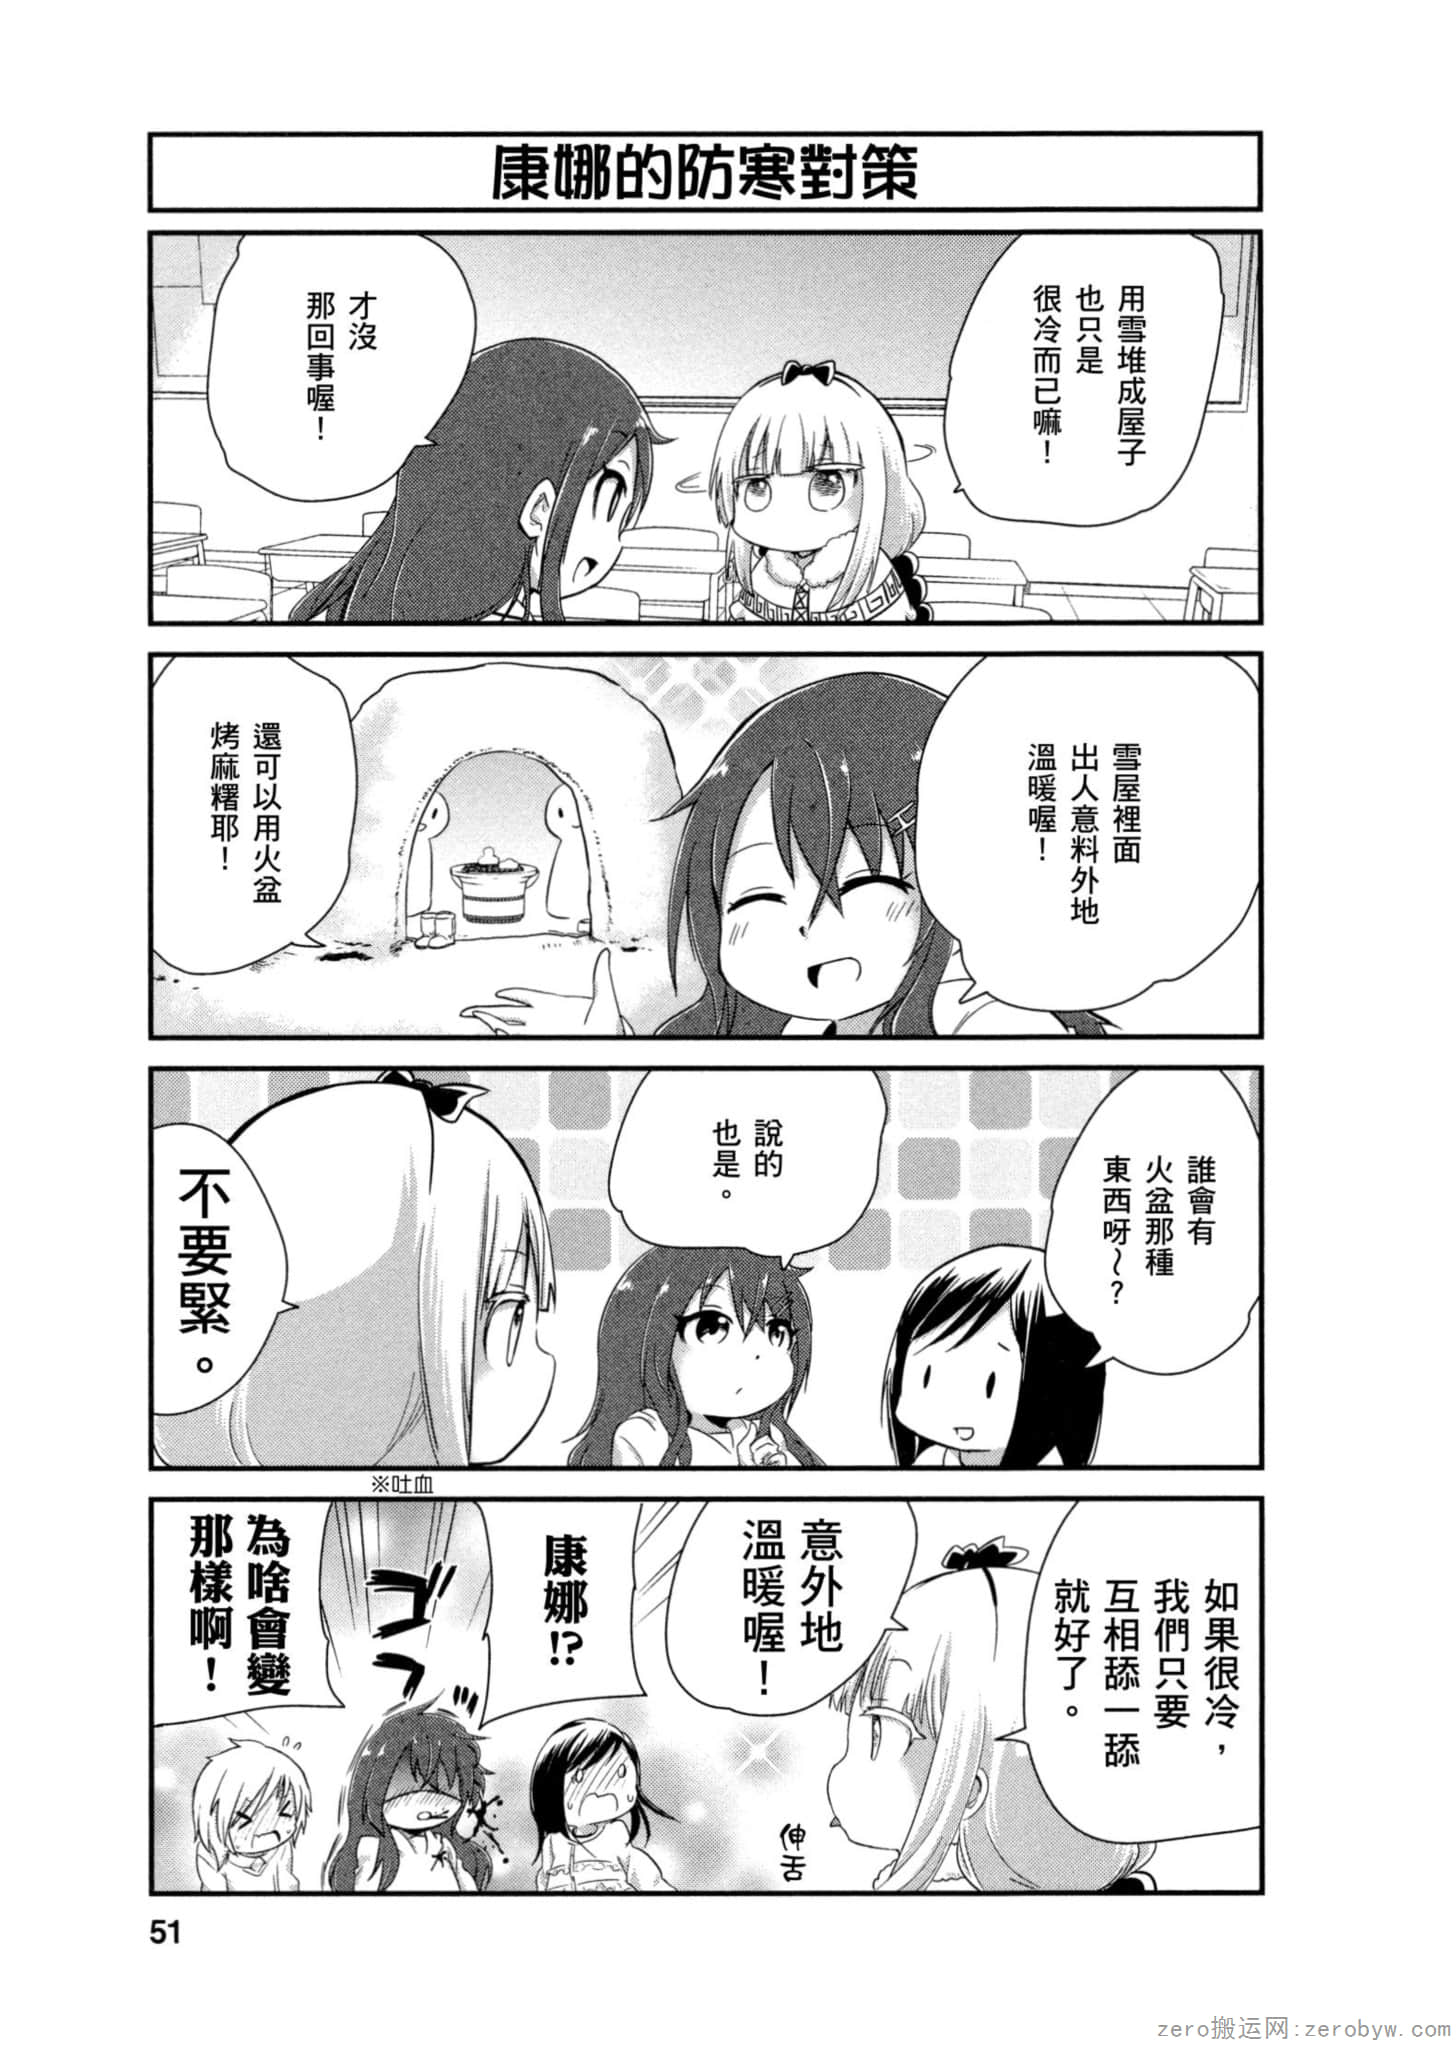 康娜的防寒對策
用雪堆成屋子
也只是
很冷而已嘛！
才沒
那回事喔！
雪屋裡面
出人意料外地
溫暖喔！
還可以用火盆
烤麻糬耶！
誰會有
火盆那種
東西呀～？
說的
也是。
不要緊。
※吐血
如果很冷，
我們只要
互相舔一舔
就好了。
意外地
溫暖喔！
伸舌
康娜!?
ゴフッ
為啥會變
那樣啊！
51
zero搬运网:zerobyw.com